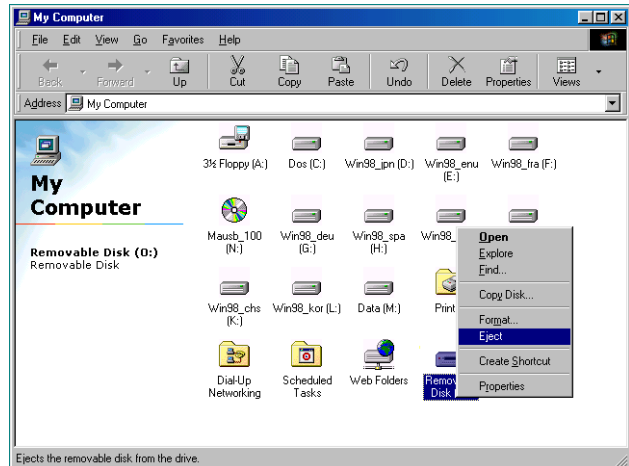 My Computer
File Edit View Go Favorites Help
Back Forward Up Cut Copy Paste Undo Delete Properties Views
Address My Computer
My
Computer
Removable Disk (O:)
Removable Disk
3½ Floppy (A:) Dos (C:) Win98_jpn (D:) Win98_enu (E:) Win98_fra (F:)
Mausb_100 (N:) Win98_deu (G:) Win98_spa (H:) Win98_
Win98_chs (K:) Win98_kor (L:) Data (M:) Print
Dial-Up Networking Scheduled Tasks Web Folders Remov Disk
Open
Explore
Find...
Copy Disk...
Format...
Eject
Create Shortcut
Properties
Ejects the removable disk from the drive.